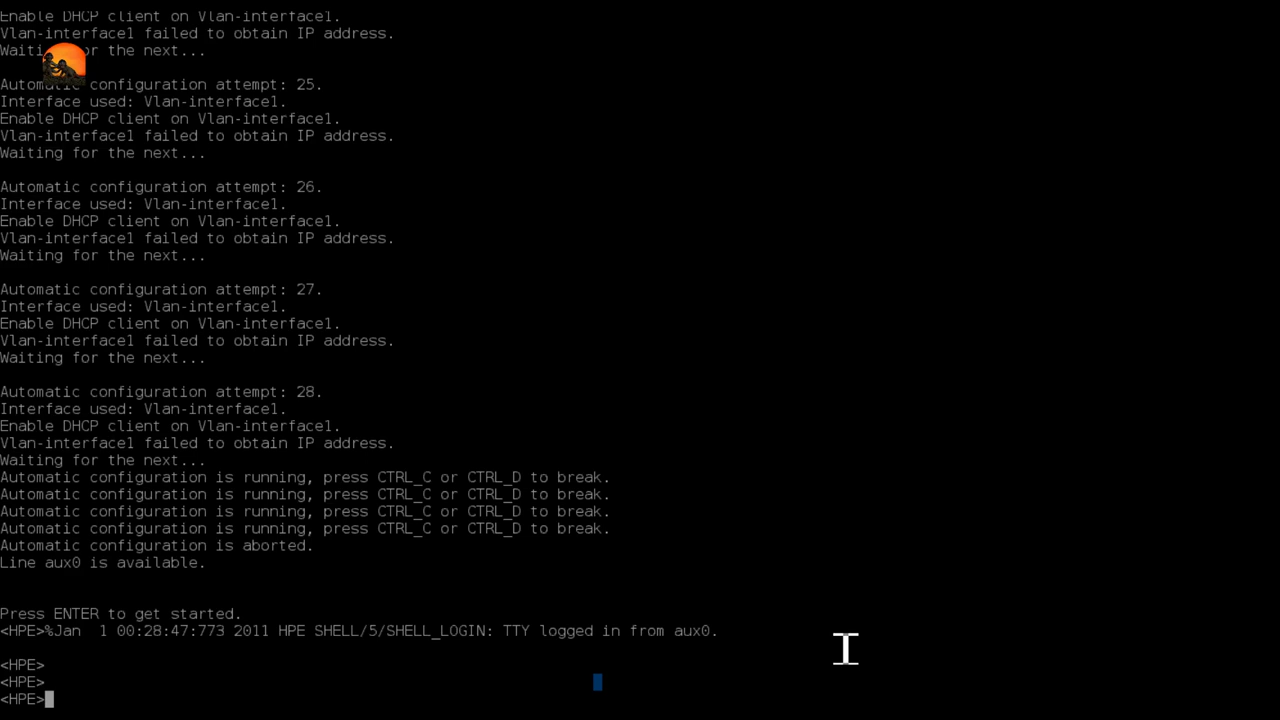 Enable DHCP client on Vlan-interface1.
Vlan-interface1 failed to obtain IP address.
Waiting for the next...
Automatic configuration attempt: 25.
Interface used: Vlan-interface1.
Enable DHCP client on Vlan-interface1.
Vlan-interface1 failed to obtain IP address.
Waiting for the next...
Automatic configuration attempt: 26.
Interface used: Vlan-interface1.
Enable DHCP client on Vlan-interface1.
Vlan-interface1 failed to obtain IP address.
Waiting for the next...
Automatic configuration attempt: 27.
Interface used: Vlan-interface1.
Enable DHCP client on Vlan-interface1.
Vlan-interface1 failed to obtain IP address.
Waiting for the next...
Automatic configuration attempt: 28.
Interface used: Vlan-interface1.
Enable DHCP client on Vlan-interface1.
Vlan-interface1 failed to obtain IP address.
Waiting for the next...
Automatic configuration is running, press CTRL_C or CTRL_D to break.
Automatic configuration is running, press CTRL_C or CTRL_D to break.
Automatic configuration is running, press CTRL_C or CTRL_D to break.
Automatic configuration is running, press CTRL_C or CTRL_D to break.
Automatic configuration is aborted.
Line aux0 is available.
Press ENTER to get started.
<HPE>%Jan  1 00:28:47:773 2011 HPE SHELL/5/SHELL_LOGIN: TTY logged in from aux0.
<HPE>
<HPE>
<HPE>